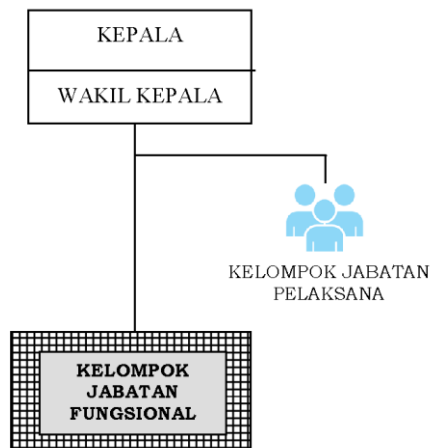 KEPALA
WAKIL KEPALA
KELOMPOK JABATAN
PELAKSANA
KELOMPOK
JABATAN
FUNGSIONAL